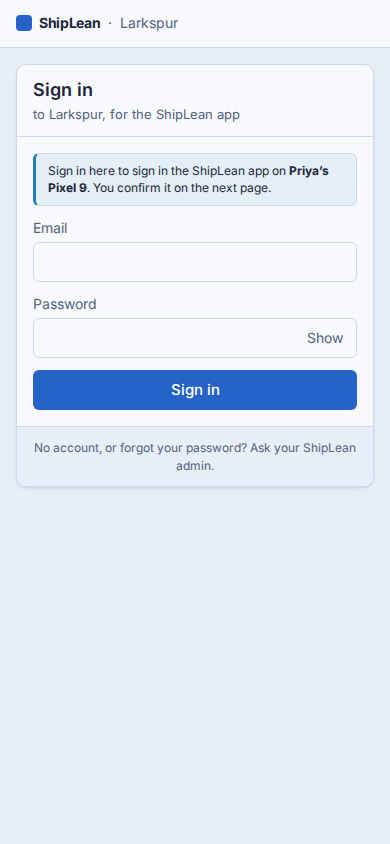 ShipLean · Larkspur
Sign in
to Larkspur, for the ShipLean app
Sign in here to sign in the ShipLean app on Priya’s
Pixel 9. You confirm it on the next page.
Email
Password
Show
Sign in
No account, or forgot your password? Ask your ShipLean
admin.